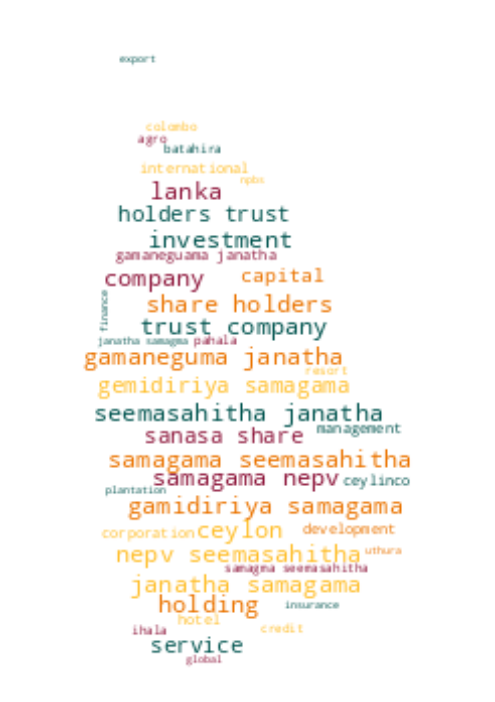 export
colombo
agro
batahira
international
npbs
lanka
holders trust
investment
gamaneguama janatha
company capital
finance
share holders
trust company
janatha samagma pahala
gamaneguma janatha
resort
gemidiriya samagama
seemasahitha janatha
management
sanasa share
samagama seemasahitha
samagama nepv ceylinco
plantation
gamidiriya samagama
corporation ceylon development
nepv seemasahitha uthura
samagma seemasahitha
janatha samagama
holding insurance
hotel
ihala credit
service
global